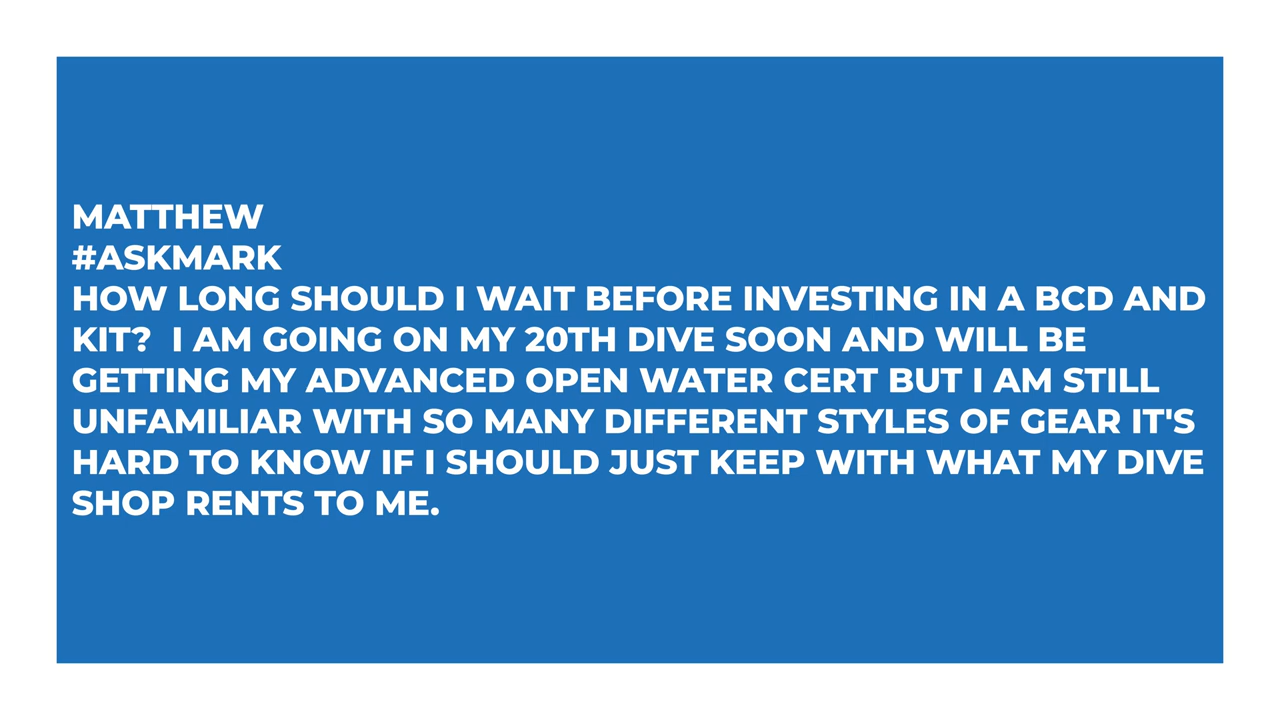 MATTHEW
#ASKMARK
HOW LONG SHOULD I WAIT BEFORE INVESTING IN A BCD AND
KIT?  I AM GOING ON MY 20TH DIVE SOON AND WILL BE
GETTING MY ADVANCED OPEN WATER CERT BUT I AM STILL
UNFAMILIAR WITH SO MANY DIFFERENT STYLES OF GEAR IT'S
HARD TO KNOW IF I SHOULD JUST KEEP WITH WHAT MY DIVE
SHOP RENTS TO ME.